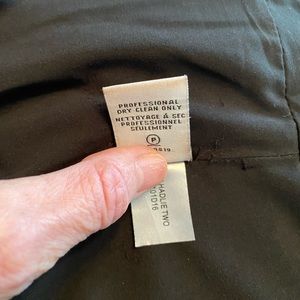 PROFESSIONAL
DRY CLEAN ONLY
NETTOYAGE À SEC
PROFESSIONNEL
SEULEMENT
P